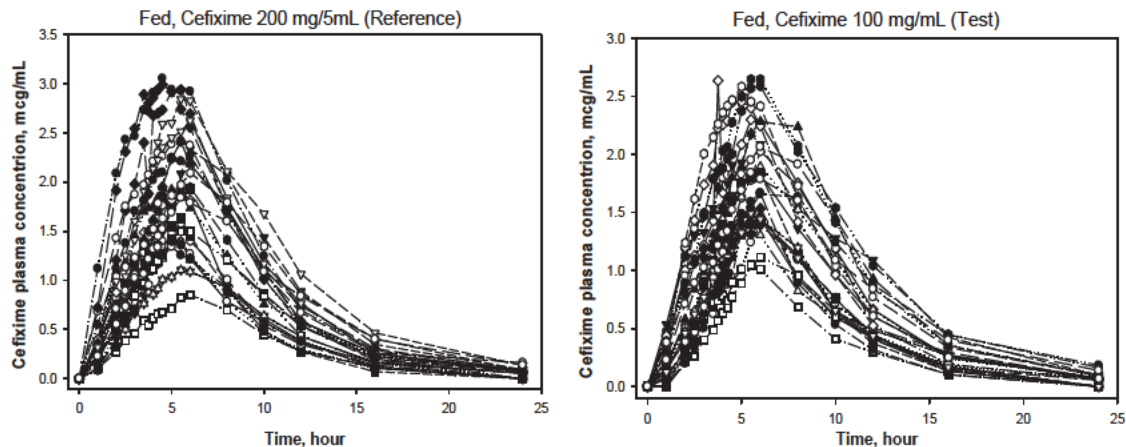 Fed, Cefixime 200 mg/5mL (Reference)
Cefixime plasma concentrion, mcg/mL
3.5
3.0
2.5
2.0
1.5
1.0
0.5
0.0
0 5 10 15 20 25
Time, hour
Fed, Cefixime 100 mg/mL (Test)
Cefixime plasma concentrion, mcg/mL
3.0
2.5
2.0
1.5
1.0
0.5
0.0
0 5 10 15 20 25
Time, hour